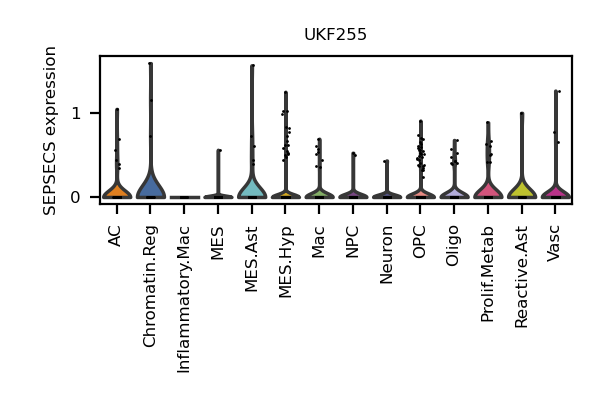 UKF255
SEPSECS expression
1
0
AC
Chromatin.Reg
Inflammatory.Mac
MES
MES.Ast
MES.Hyp
Mac
NPC
Neuron
OPC
Oligo
Prolif.Metab
Reactive.Ast
Vasc